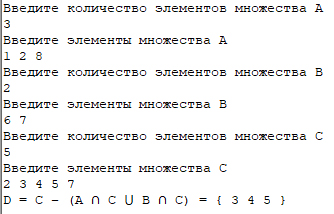 Введите количество элементов множества A
3
Введите элементы множества A
1 2 8
Введите количество элементов множества B
2
Введите элементы множества B
6 7
Введите количество элементов множества C
5
Введите элементы множества C
2 3 4 5 7
D = C − (A ∩ C ⋃ B ∩ C) = { 3 4 5 }